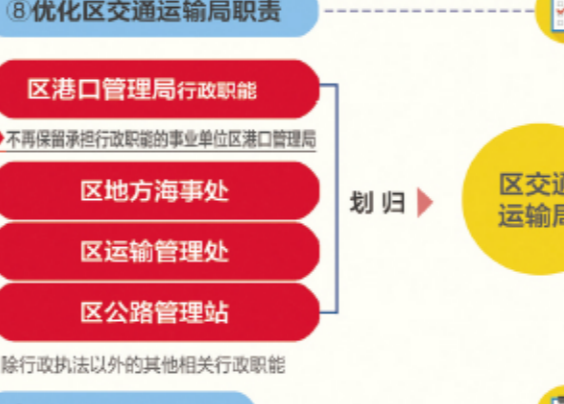 ⑧优化区交通运输局职责
区港口管理局行政职能
不再保留承担行政职能的事业单位区港口管理局
区地方海事处
区运输管理处
区公路管理站
划归
区交通
运输局
除行政执法以外的其他相关行政职能